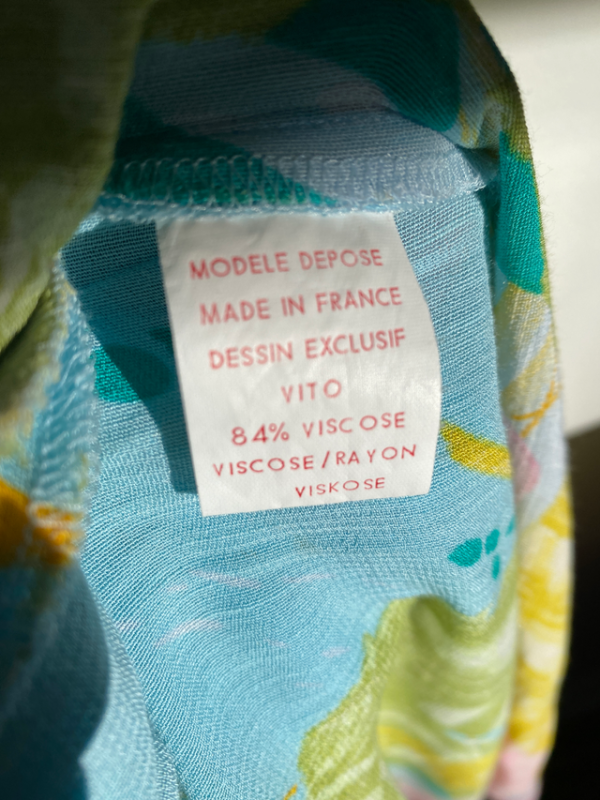 MODELE DEPOSE
MADE IN FRANCE
DESSIN EXCLUSIF
VITO
84% VISCOSE
VISCOSE/RAYON
VISKOSE